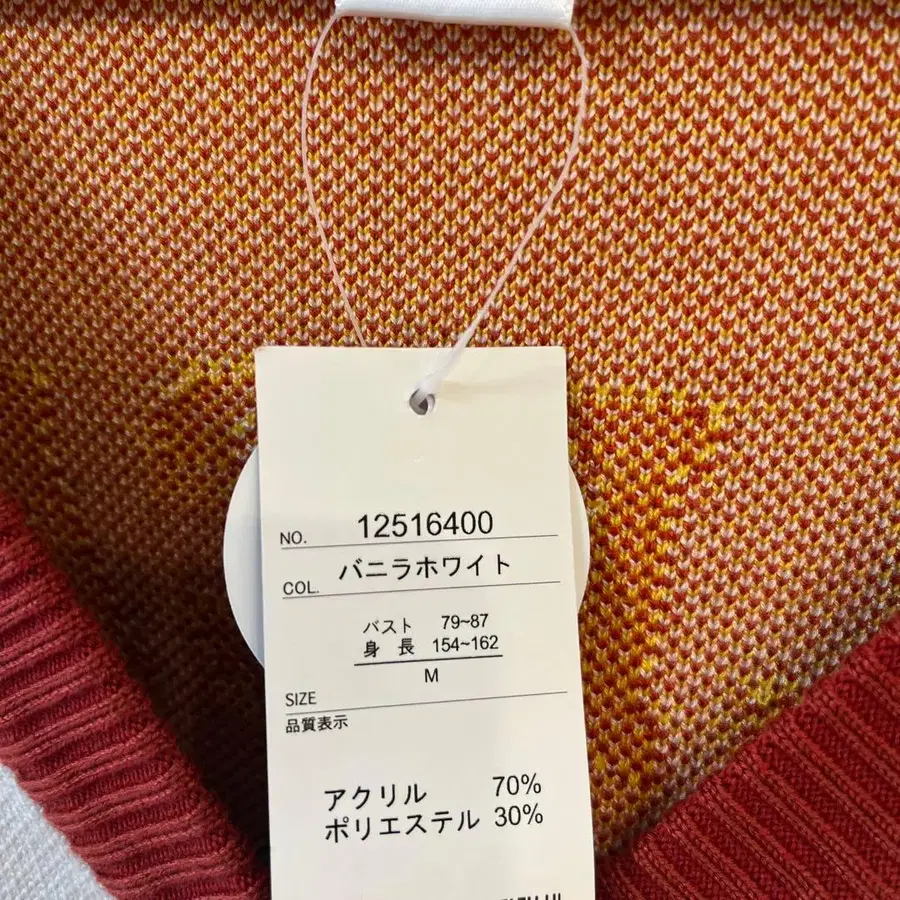 NO. 12516400
COL. バニラホワイト
バスト 79~87
身 長 154~162
M
SIZE
品質表示
アクリル 70%
ポリエステル 30%